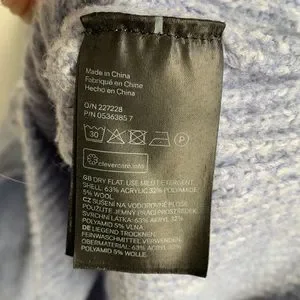 Made in China
Fabriqué en Chine
Hecho en China
O/N 227228
P/N 0536385 7
30
P
clevercare.info
GB DRY FLAT. USE MILD DETERGENT.
SHELL: 63% ACRYLIC 32% POLYAMIDE
5% WOOL
CZ SUŠENÍ NA VODOROVNÉ PLOŠE
POUŽIJTE JEMNÝ PRACÍ PROSTŘEDEK
SVRCHNÍ LÁTKA: 63% AKRYL 32%
POLYAMID 5% VLNA
DE LIEGEND TROCKNEN
FEINWASCHMITTEL VERWENDEN.
OBERMATERIAL: 63% ACRYL 32%
POLYAMID 5% WOLLE